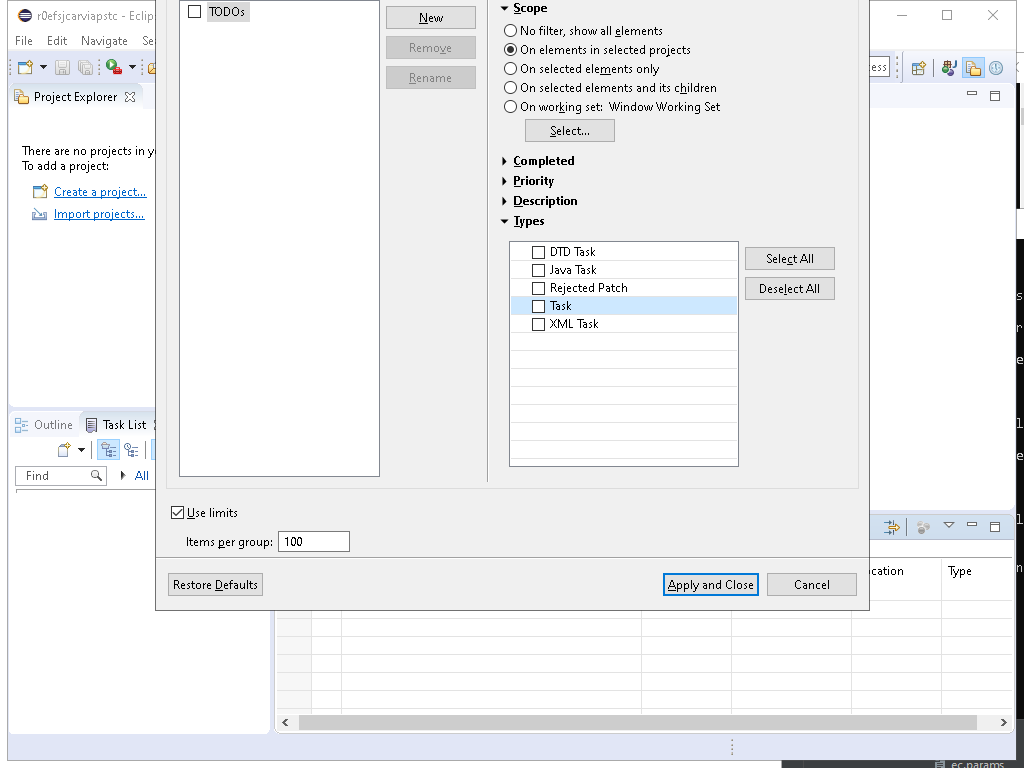 r0efsjcarviapstc - Eclip
File Edit Navigate Se
Project Explorer
There are no projects in y
To add a project:
Create a project...
Import projects...
Outline Task List
Find All
TODOs
New
Remove
Rename
Scope
No filter, show all elements
On elements in selected projects
On selected elements only
On selected elements and its children
On working set: Window Working Set
Select...
Completed
Priority
Description
Types
DTD Task
Java Task
Rejected Patch
Task
XML Task
Select All
Deselect All
Use limits
Items per group: 100
Restore Defaults Apply and Close Cancel
ess
cation Type
ec.params